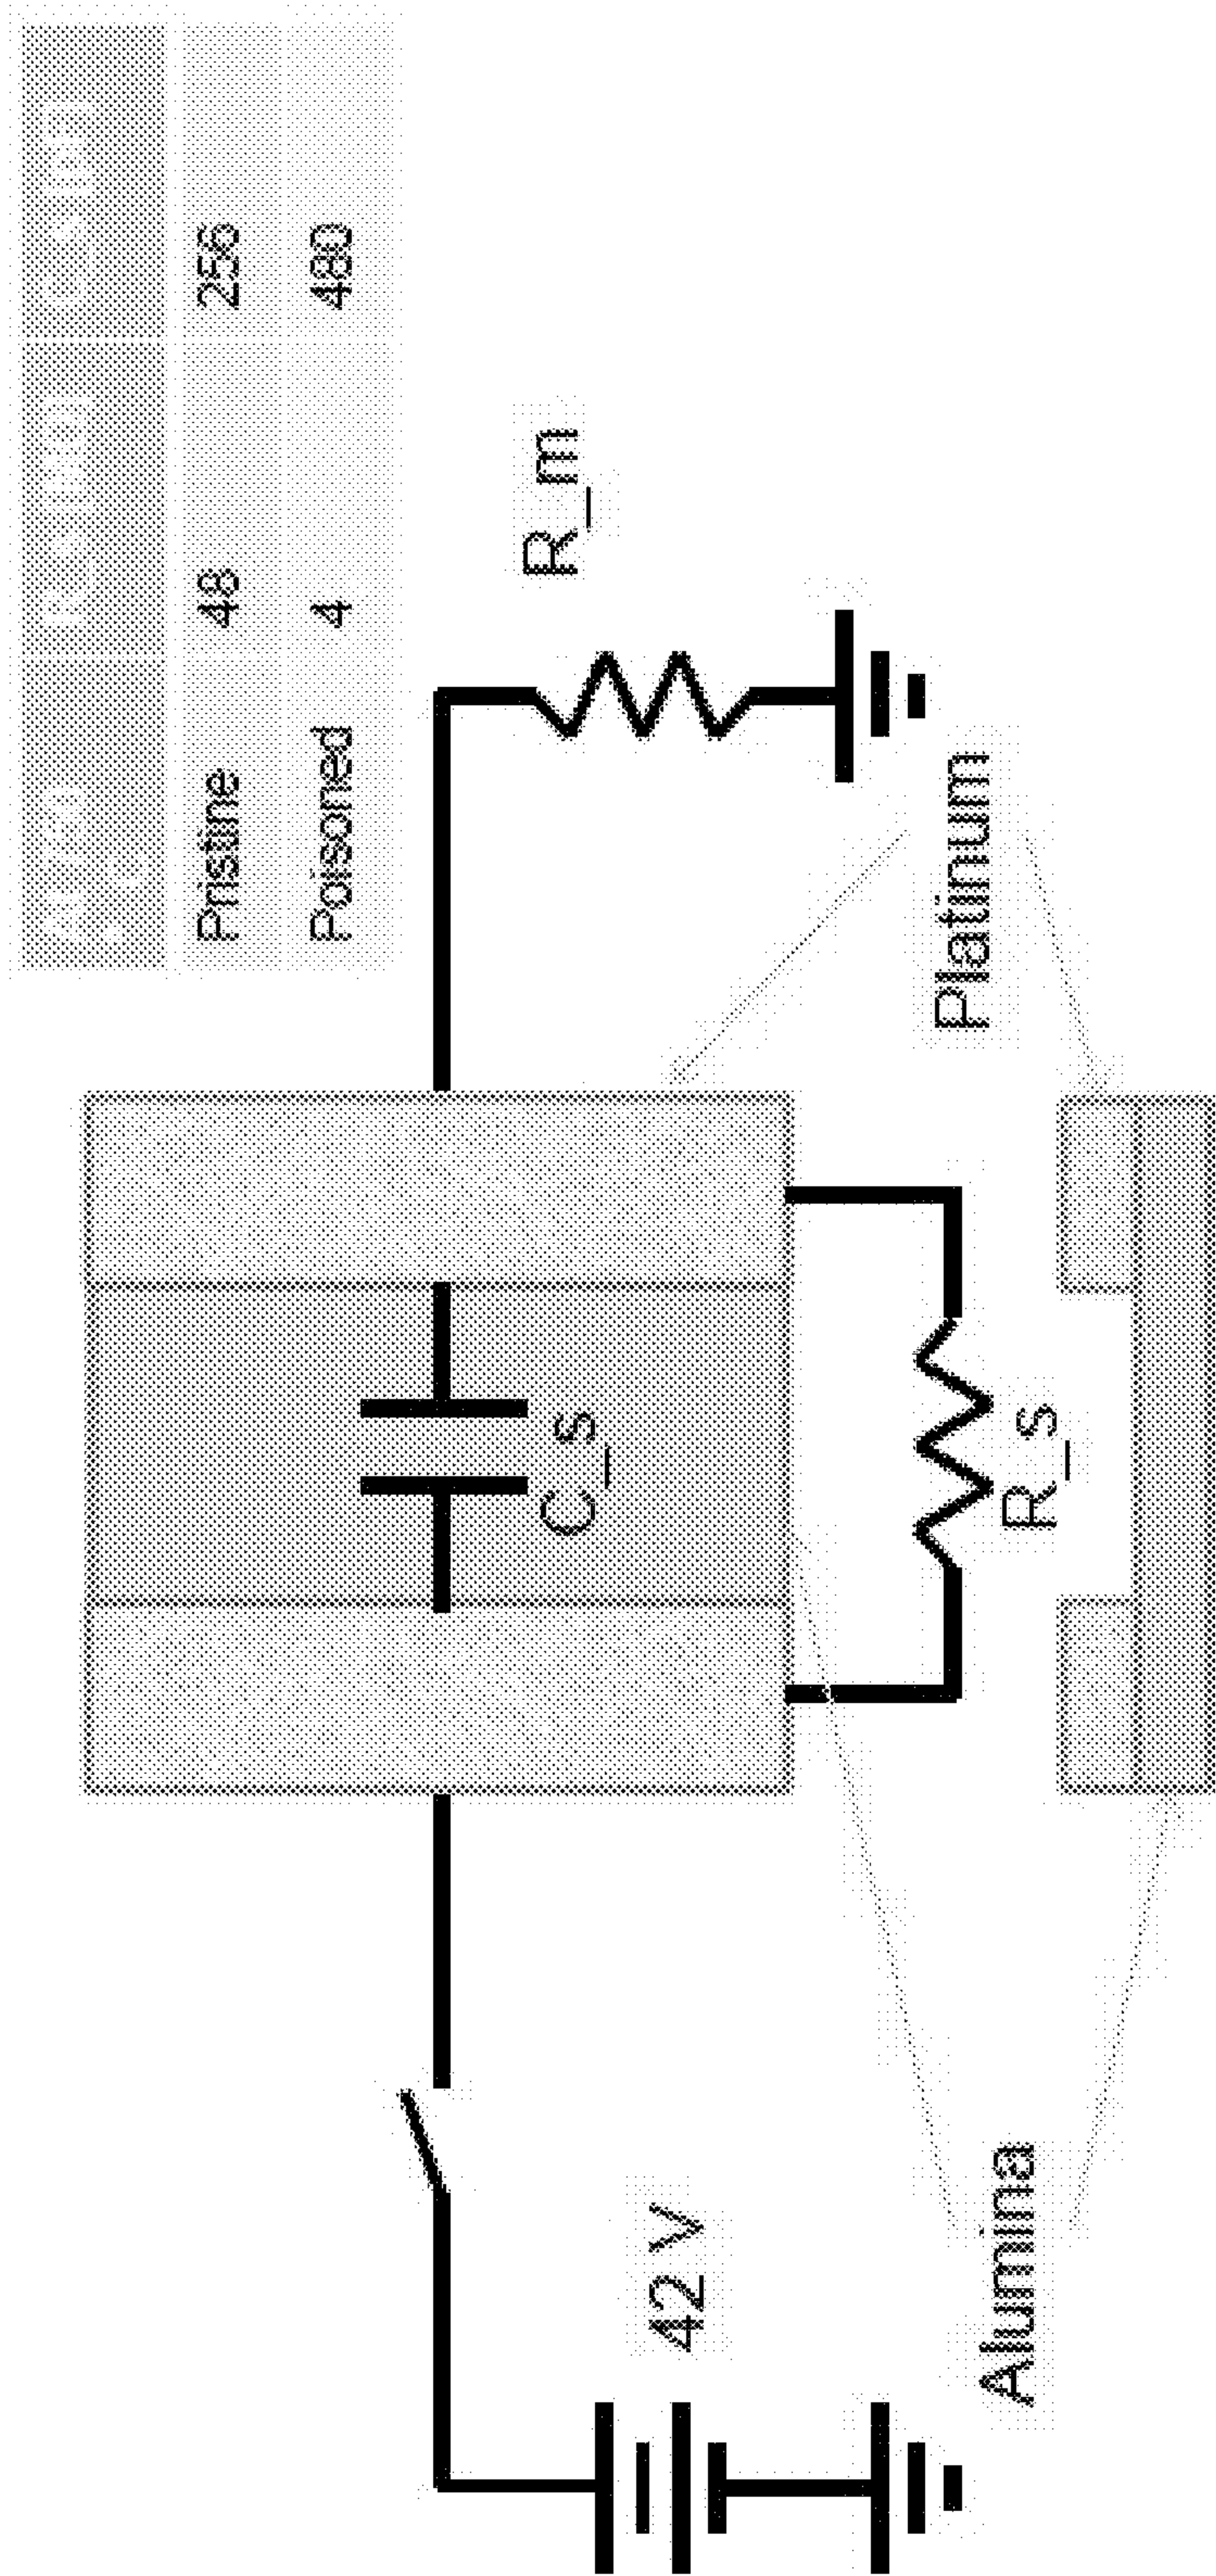 Pristine 48 256
Poisoned 4 480
R_m
C_s
R_s
42 V
Platinum
Alumina